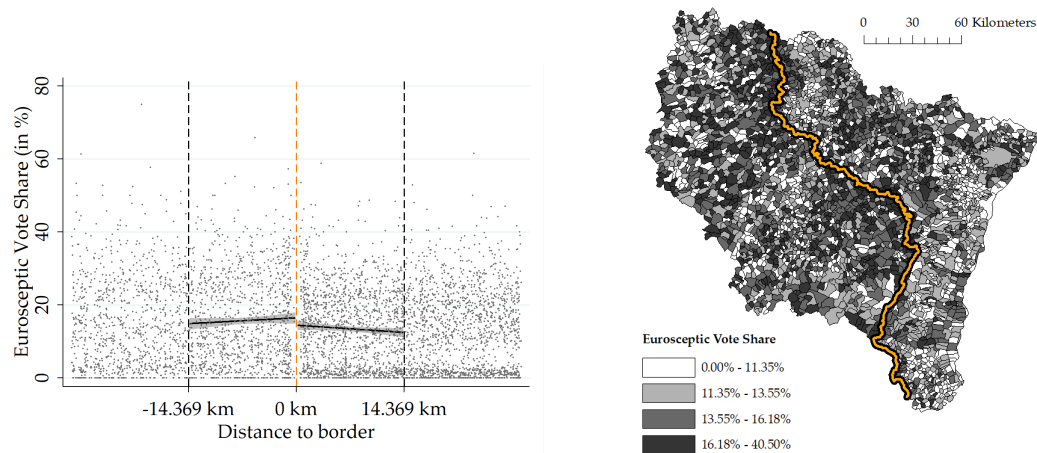 80
60
40
20
0
Eurosceptic Vote Share (in %)
-14.369 km 0 km 14.369 km
Distance to border
0 30 60 Kilometers
Eurosceptic Vote Share
0.00% - 11.35%
11.35% - 13.55%
13.55% - 16.18%
16.18% - 40.50%